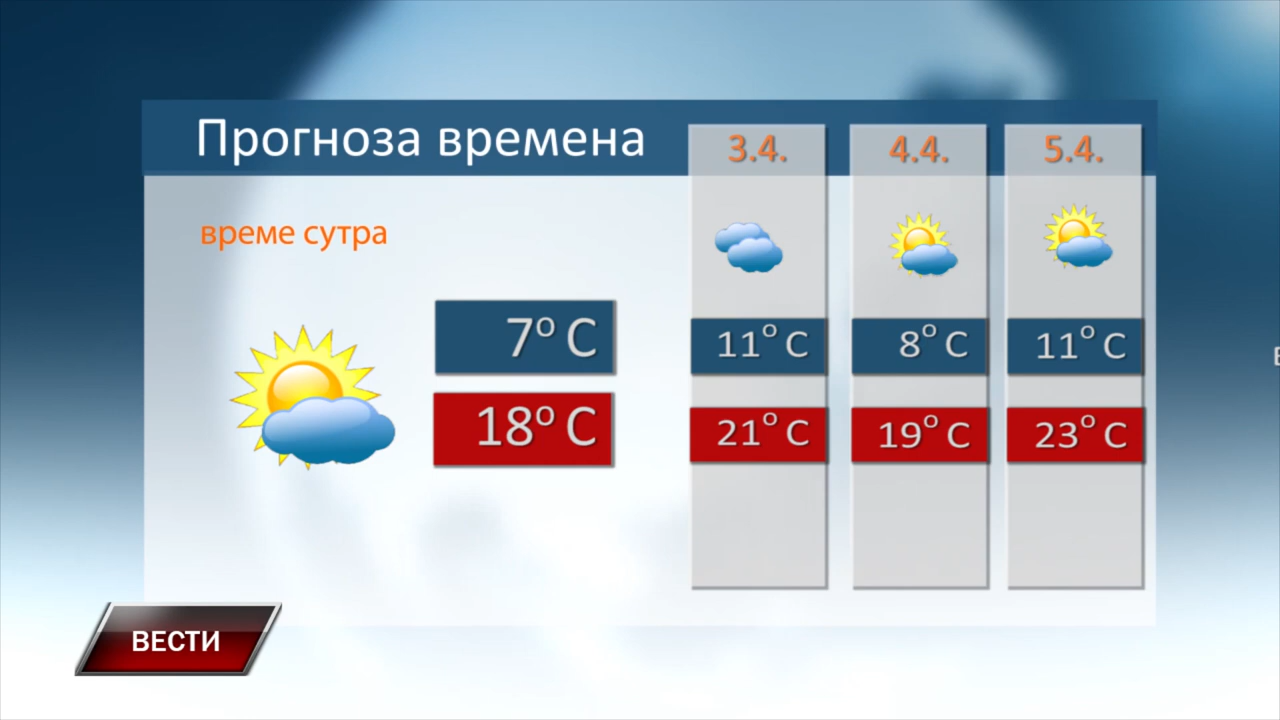 Прогноза времена
време сутра
7° C
18° C
3.4.
11° C
21° C
4.4.
8° C
19° C
5.4.
11° C
23° C
ВЕСТИ